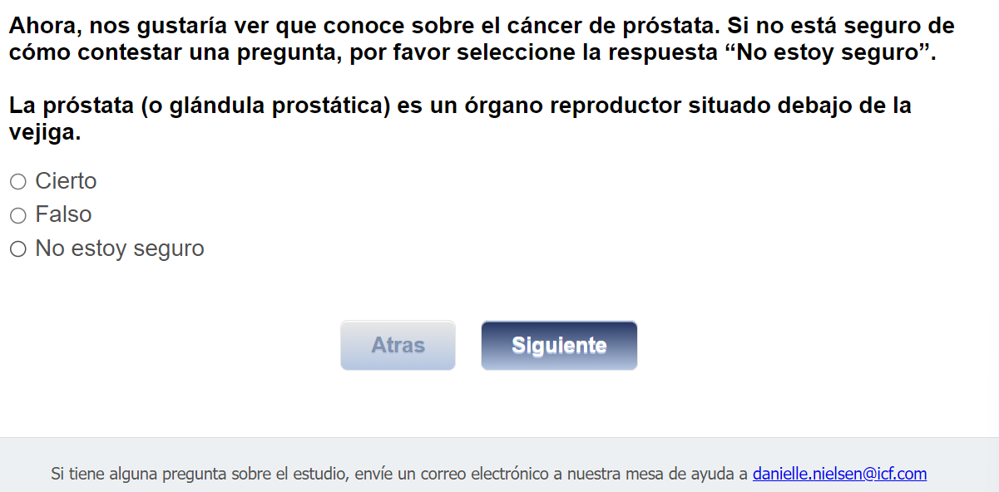 Ahora, nos gustaría ver que conoce sobre el cáncer de próstata. Si no está seguro de
cómo contestar una pregunta, por favor seleccione la respuesta “No estoy seguro”.
La próstata (o glándula prostática) es un órgano reproductor situado debajo de la
vejiga.
Cierto
Falso
No estoy seguro
Atras
Siguiente
Si tiene alguna pregunta sobre el estudio, envíe un correo electrónico a nuestra mesa de ayuda a danielle.nielsen@icf.com